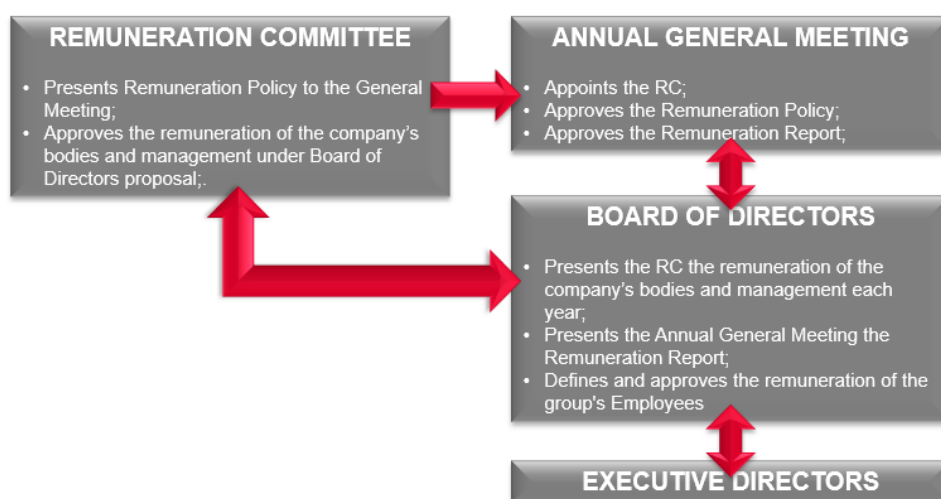 REMUNERATION COMMITTEE
• Presents Remuneration Policy to the General
Meeting;
• Approves the remuneration of the company's
bodies and management under Board of
Directors proposal;.
ANNUAL GENERAL MEETING
• Appoints the RC;
• Approves the Remuneration Policy;
• Approves the Remuneration Report;
BOARD OF DIRECTORS
• Presents the RC the remuneration of the
company's bodies and management each
year;
• Presents the Annual General Meeting the
Remuneration Report;
• Defines and approves the remuneration of the
group's Employees
EXECUTIVE DIRECTORS